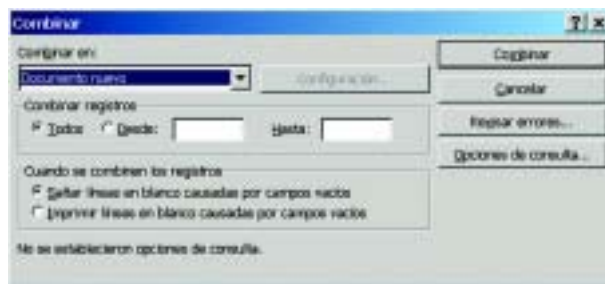 Combinar
Combinar en:
Documento nuevo
Configuración...
Combinar registros
Todos Desde: Hasta:
Cuando se combinen los registros
Saltar líneas en blanco causadas por campos vacíos
Imprimir líneas en blanco causadas por campos vacíos
No se establecieron opciones de consulta.
Combinar
Cancelar
Revisar errores...
Opciones de consulta...